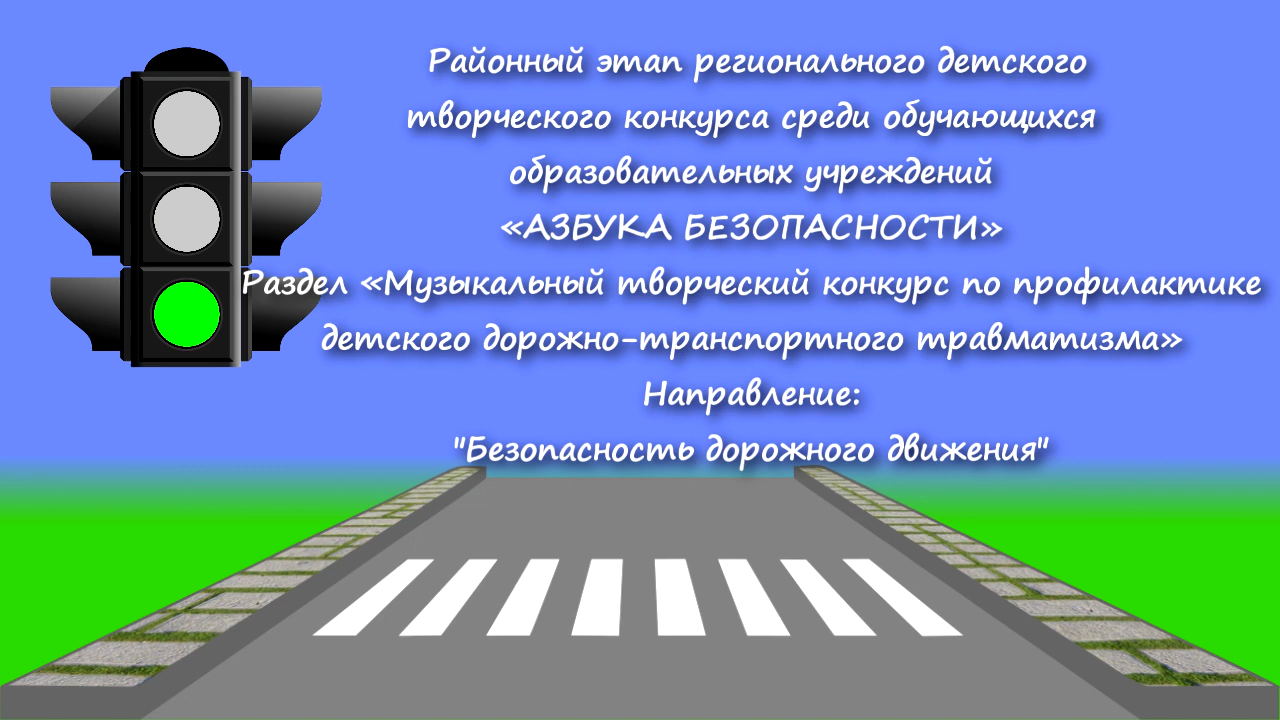 Районный этап регионального детского
творческого конкурса среди обучающихся
образовательных учреждений
«АЗБУКА БЕЗОПАСНОСТИ»
Раздел «Музыкальный творческий конкурс по профилактике
детского дорожно-транспортного травматизма»
Направление:
"Безопасность дорожного движения"